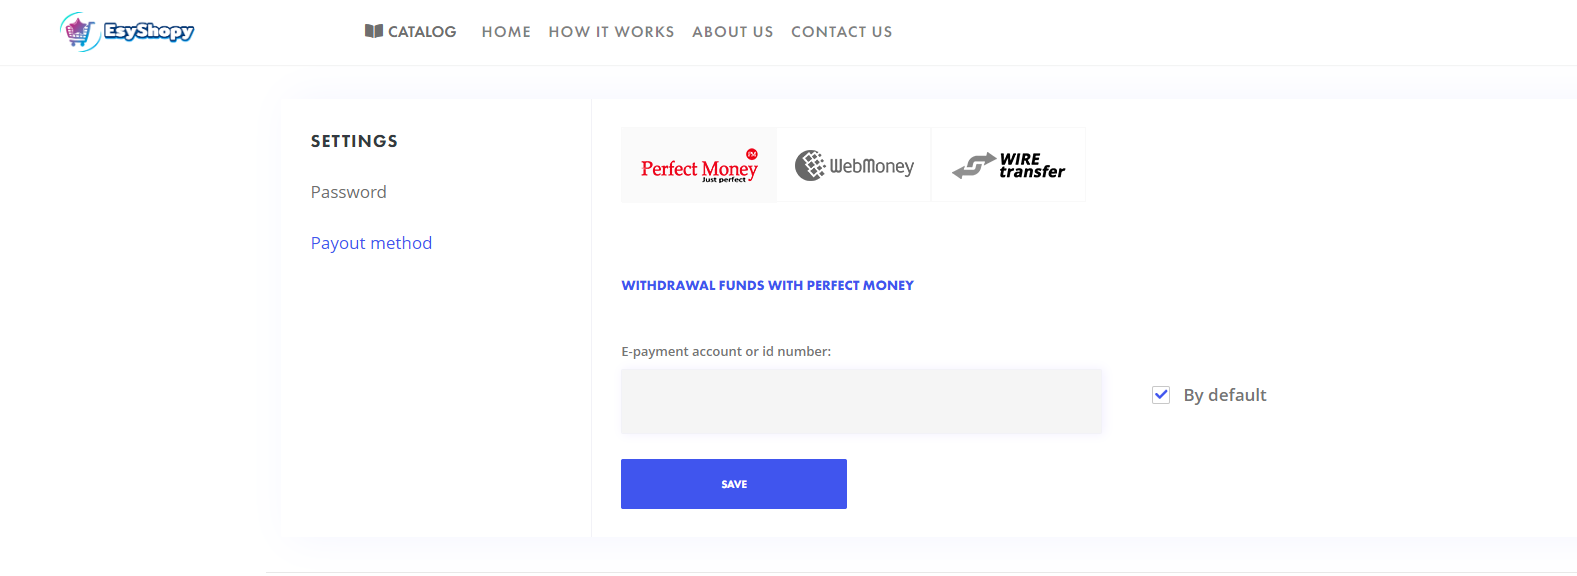 EsyShopy
CATALOG HOME HOW IT WORKS ABOUT US CONTACT US
SETTINGS
Password
Payout method
Perfect Money PM
Just perfect
WebMoney
WIRE
transfer
WITHDRAWAL FUNDS WITH PERFECT MONEY
E-payment account or id number:
By default
SAVE